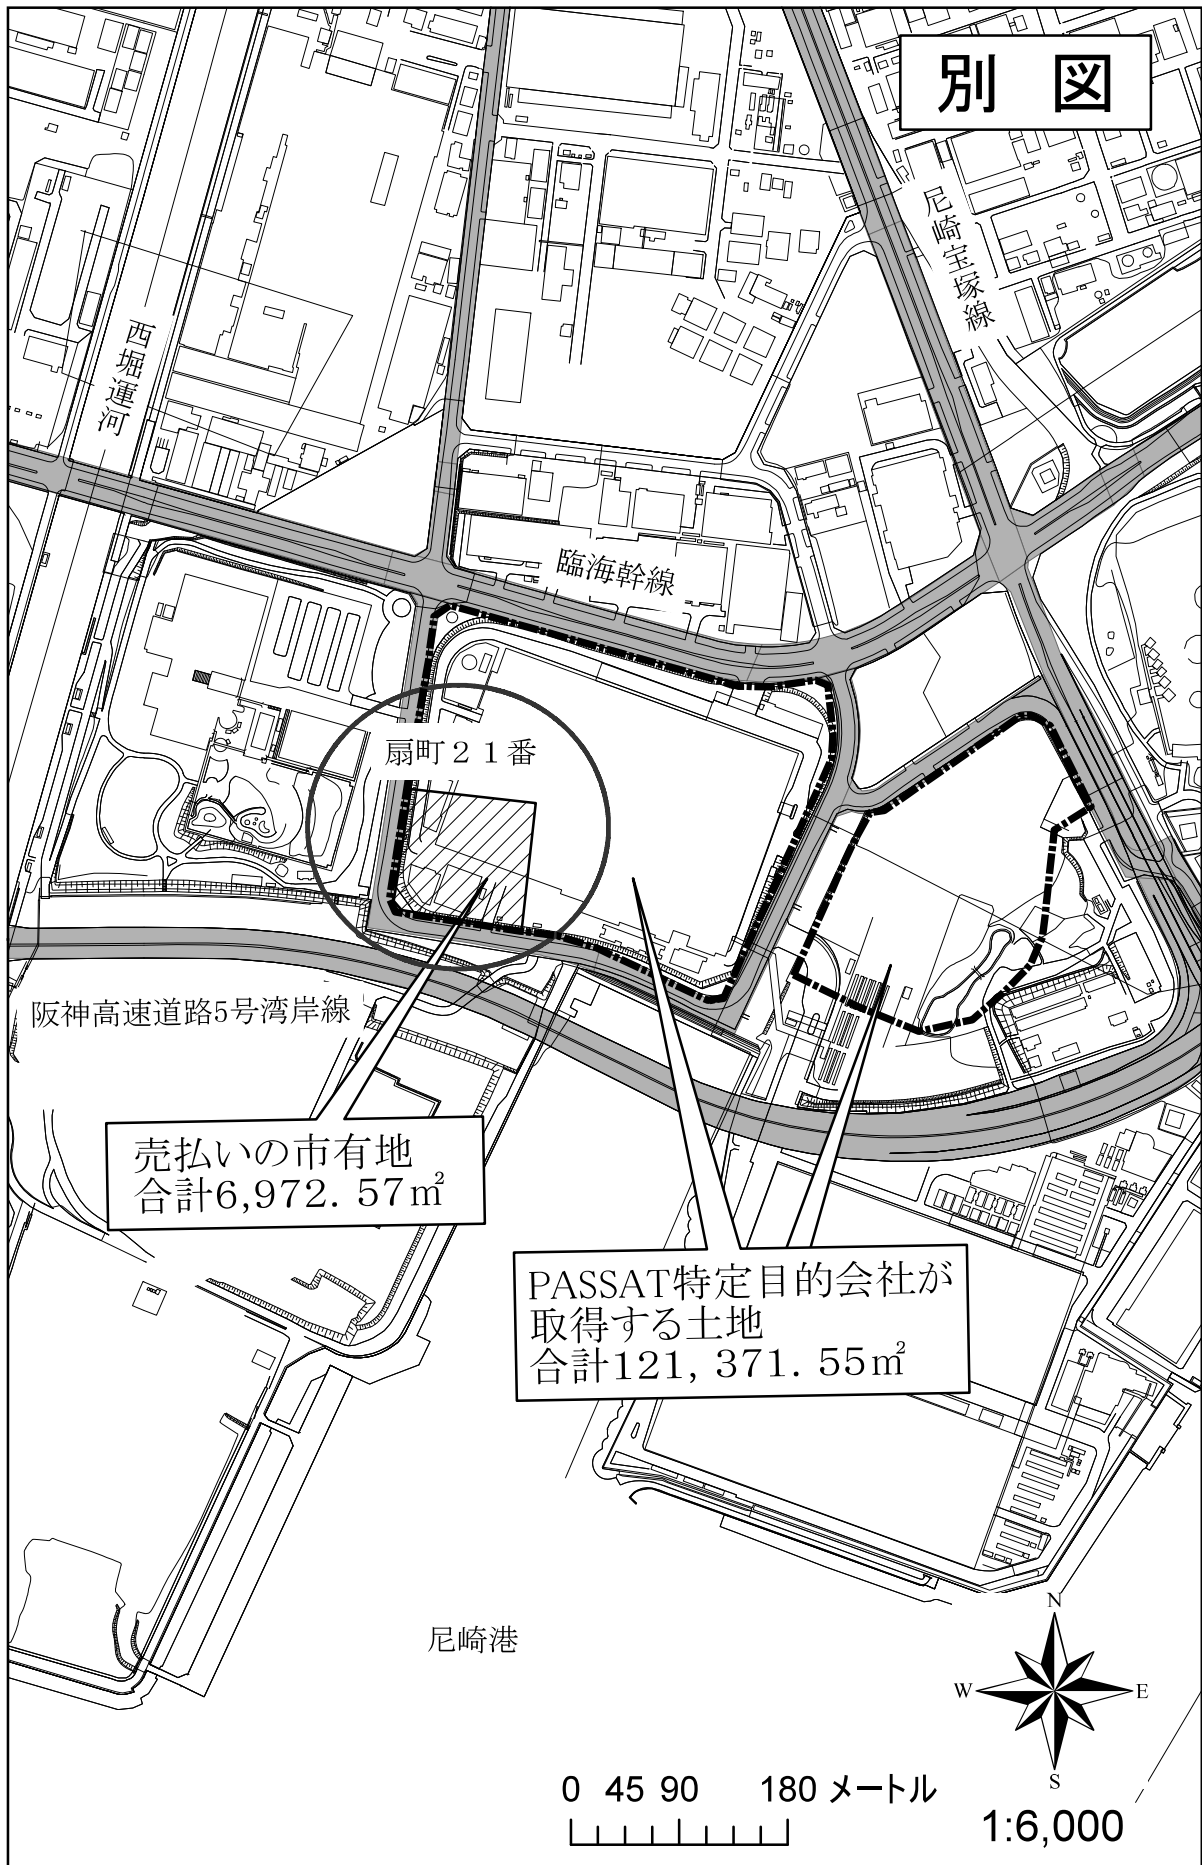 別 図
尼崎宝塚線
西堀運河
臨海幹線
扇町21番
阪神高速道路5号湾岸線
売払いの市有地
合計6,972.57㎡
PASSAT特定目的会社が
取得する土地
合計121,371.55㎡
尼崎港
N
W E
S
0 45 90 180 メートル
1:6,000